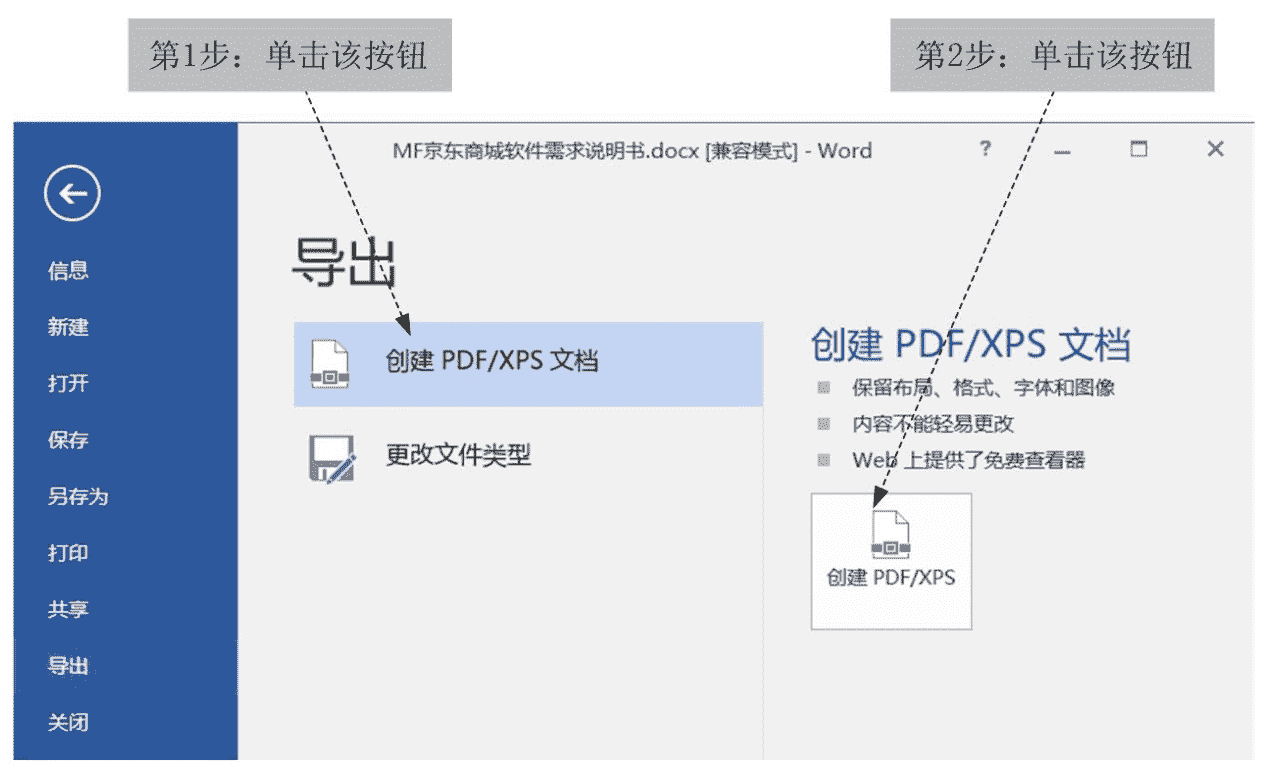 第1步：单击该按钮
第2步：单击该按钮
MF京东商城软件需求说明书.docx [兼容模式] - Word
?
信息
新建
打开
保存
另存为
打印
共享
导出
关闭
导出
创建 PDF/XPS 文档
更改文件类型
创建 PDF/XPS 文档
保留布局、格式、字体和图像
内容不能轻易更改
Web 上提供了免费查看器
创建 PDF/XPS